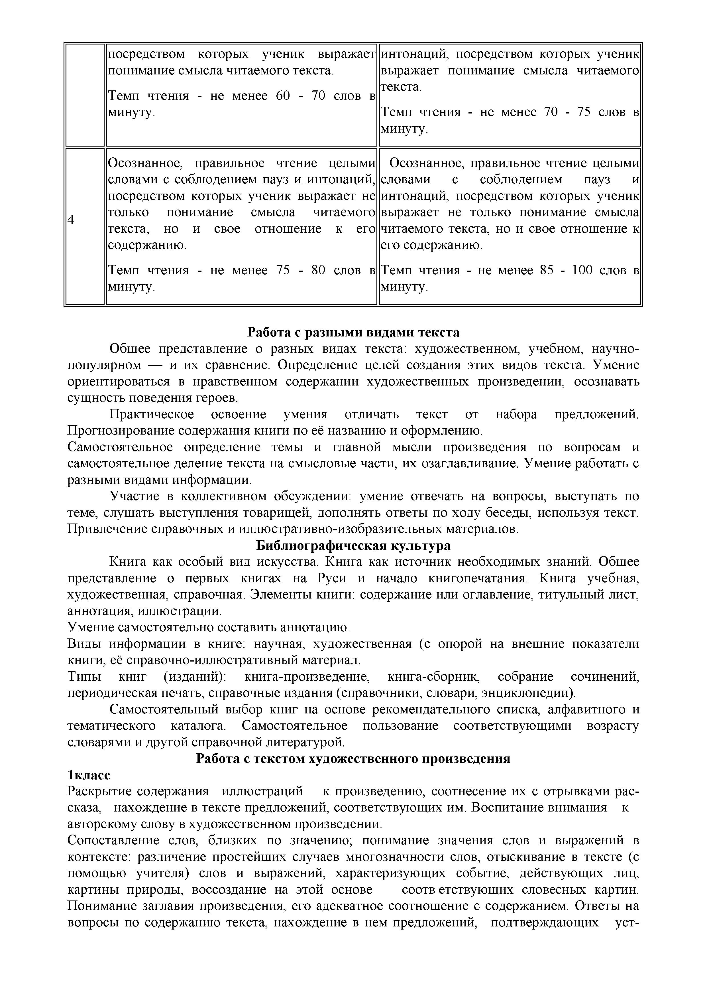 посредством которых ученик выражает
понимание смысла читаемого текста.
Темп чтения - не менее 60 - 70 слов в
минуту.
интонаций, посредством которых ученик
выражает понимание смысла читаемого
текста.
Темп чтения - не менее 70 - 75 слов в
минуту.
4
Осознанное, правильное чтение целыми
словами с соблюдением пауз и интонаций,
посредством которых ученик выражает не
только понимание смысла читаемого
текста, но и свое отношение к его
содержанию.
Темп чтения - не менее 75 - 80 слов в
минуту.
Осознанное, правильное чтение целыми
словами с соблюдением пауз и
интонаций, посредством которых ученик
выражает не только понимание смысла
читаемого текста, но и свое отношение к
его содержанию.
Темп чтения - не менее 85 - 100 слов в
минуту.
Работа с разными видами текста
Общее представление о разных видах текста: художественном, учебном, научно-
популярном — и их сравнение. Определение целей создания этих видов текста. Умение
ориентироваться в нравственном содержании художественных произведении, осознавать
сущность поведения героев.
Практическое освоение умения отличать текст от набора предложений.
Прогнозирование содержания книги по её названию и оформлению.
Самостоятельное определение темы и главной мысли произведения по вопросам и
самостоятельное деление текста на смысловые части, их озаглавливание. Умение работать с
разными видами информации.
Участие в коллективном обсуждении: умение отвечать на вопросы, выступать по
теме, слушать выступления товарищей, дополнять ответы по ходу беседы, используя текст.
Привлечение справочных и иллюстративно-изобразительных материалов.
Библиографическая культура
Книга как особый вид искусства. Книга как источник необходимых знаний. Общее
представление о первых книгах на Руси и начало книгопечатания. Книга учебная,
художественная, справочная. Элементы книги: содержание или оглавление, титульный лист,
аннотация, иллюстрации.
Умение самостоятельно составить аннотацию.
Виды информации в книге: научная, художественная (с опорой на внешние показатели
книги, её справочно-иллюстративный материал.
Типы книг (изданий): книга-произведение, книга-сборник, собрание сочинений,
периодическая печать, справочные издания (справочники, словари, энциклопедии).
Самостоятельный выбор книг на основе рекомендательного списка, алфавитного и
тематического каталога. Самостоятельное пользование соответствующими возрасту
словарями и другой справочной литературой.
Работа с текстом художественного произведения
1класс
Раскрытие содержания иллюстраций к произведению, соотнесение их с отрывками рас-
сказа, нахождение в тексте предложений, соответствующих им. Воспитание внимания к
авторскому слову в художественном произведении.
Сопоставление слов, близких по значению; понимание значения слов и выражений в
контексте: различение простейших случаев многозначности слов, отыскивание в тексте (с
помощью учителя) слов и выражений, характеризующих событие, действующих лиц,
картины природы, воссоздание на этой основе соотв етствующих словесных картин.
Понимание заглавия произведения, его адекватное соотношение с содержанием. Ответы на
вопросы по содержанию текста, нахождение в нем предложений, подтверждающих уст-